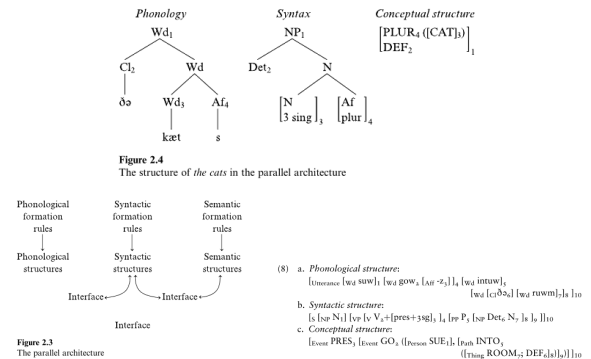 Phonology Syntax Conceptual structure
Wd1 NP1 [PLUR4 ([CAT]3)
DEF2 ]1
Cl2 Wd Det2 N
ðə Wd3 Af4 [N [Af
3 sing]3 plur]4
kæt s
Figure 2.4
The structure of the cats in the parallel architecture
Phonological Syntactic Semantic
formation formation formation
rules rules rules
Phonological Syntactic Semantic
structures structures structures
Interface Interface
Interface
Figure 2.3
The parallel architecture
(8) a. Phonological structure:
[Utterance [Wd suw]1 [Wd gow2 [Aff -z3] ]4 [Wd intuw]5
[Wd [Clðə6] [Wd ruwm]7]8 ]10
b. Syntactic structure:
[S [NP N1] [VP [V V2+[pres+3sg]3 ]4 [PP P5 [NP Det6 N7 ]8 ]9 ]]10
c. Conceptual structure:
[Event PRES3 [Event GO2 ([Person SUE1], [Path INTO5
([Thing ROOM7; DEF6]8)]9)] ]10